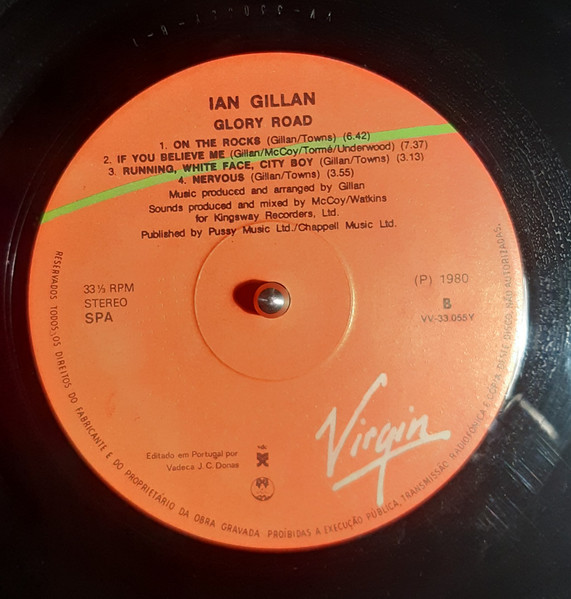 IAN GILLAN
GLORY ROAD
1. ON THE ROCKS (Gillan/Towns) (6.42)
2. IF YOU BELIEVE ME (Gillan/McCoy/Tormé/Underwood) (7.37)
3. RUNNING, WHITE FACE, CITY BOY (Gillan/Towns) (3.13)
4. NERVOUS (Gillan/Towns) (3.55)
Music produced and arranged by Gillan
Sounds produced and mixed by McCoy/Watkins
for Kingsway Recorders, Ltd.
Published by Pussy Music Ltd./Chappell Music Ltd.
33⅓ RPM
STEREO
SPA
(P) 1980
B
VV-33.055Y
Virgin
Editado em Portugal por
Vadeca J.C. Donas
RESERVADOS TODOS OS DIREITOS DO FABRICANTE E DO PROPRIETÁRIO DA OBRA GRAVADA PROIBIDAS A EXECUÇÃO PÚBLICA, TRANSMISSÃO RADIOFÓNICA E CÓPIA DESTE DISCO, NÃO AUTORIZADAS.